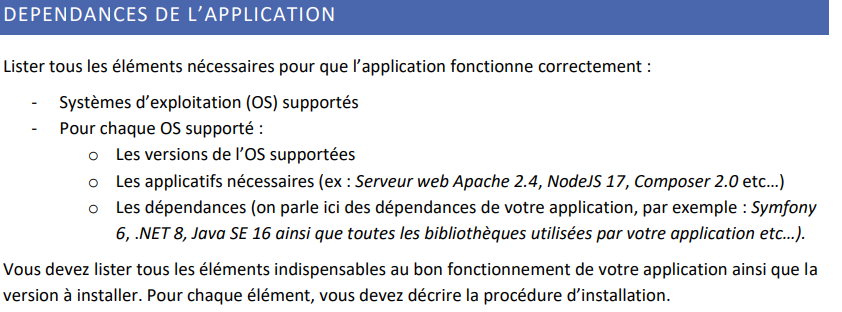 DEPENDANCES DE L’APPLICATION
Lister tous les éléments nécessaires pour que l’application fonctionne correctement :
- Systèmes d’exploitation (OS) supportés
- Pour chaque OS supporté :
o Les versions de l’OS supportées
o Les applicatifs nécessaires (ex : Serveur web Apache 2.4, NodeJS 17, Composer 2.0 etc…)
o Les dépendances (on parle ici des dépendances de votre application, par exemple : Symfony
6, .NET 8, Java SE 16 ainsi que toutes les bibliothèques utilisées par votre application etc…).
Vous devez lister tous les éléments indispensables au bon fonctionnement de votre application ainsi que la
version à installer. Pour chaque élément, vous devez décrire la procédure d’installation.